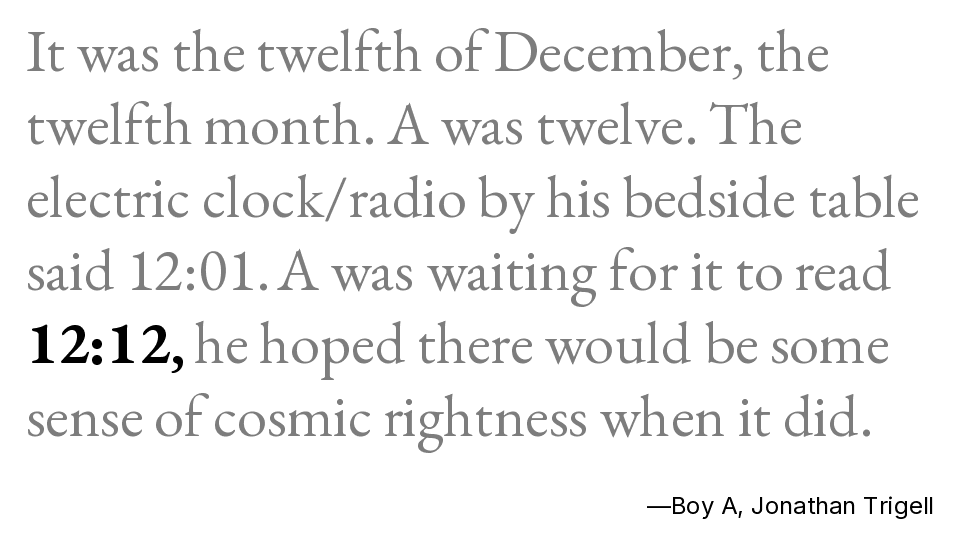 It was the twelfth of December, the
twelfth month. A was twelve. The
electric clock/radio by his bedside table
said 12:01. A was waiting for it to read
12:12, he hoped there would be some
sense of cosmic rightness when it did.
—Boy A, Jonathan Trigell